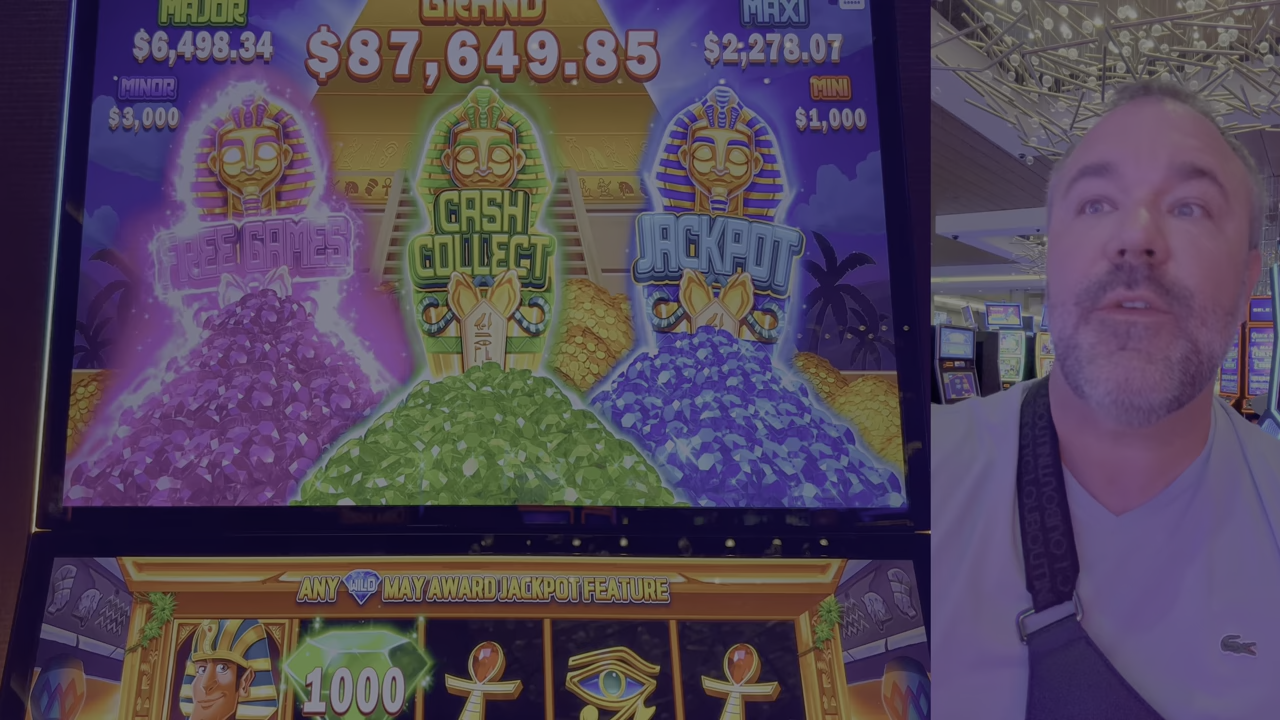 MAJOR
GRAND
MAXI
$6,498.34
$87,649.85
$2,278.07
MINOR
MINI
$3,000
$1,000
FREE GAMES
CASH
COLLECT
JACKPOT
ANY WILD MAY AWARD JACKPOT FEATURE
1000